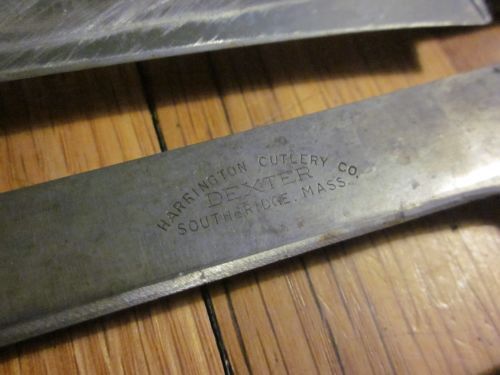 HARRINGTON CUTLERY CO.
DEXTER
SOUTHBRIDGE. MASS.